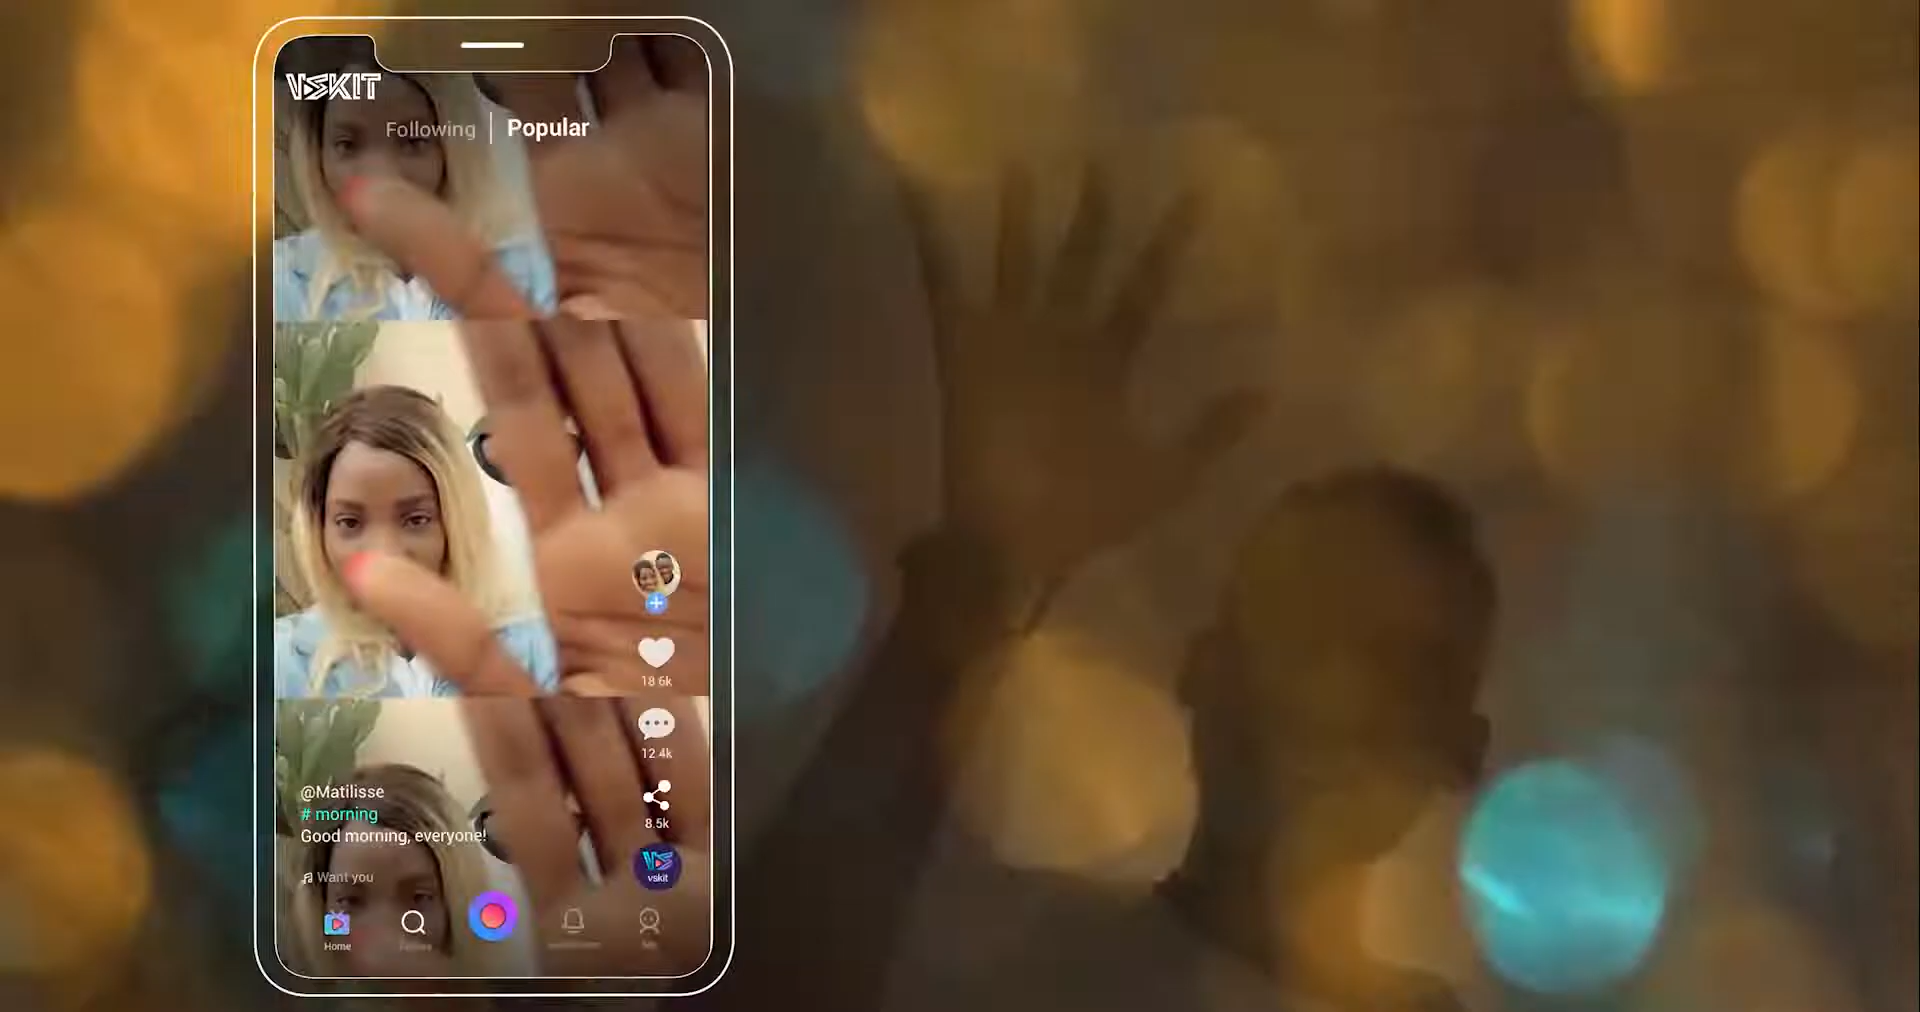 VSKIT
Following | Popular
18.6k
12.4k
8.5k
@Matilisse
# morning
Good morning, everyone!
Want you
vskit
Home